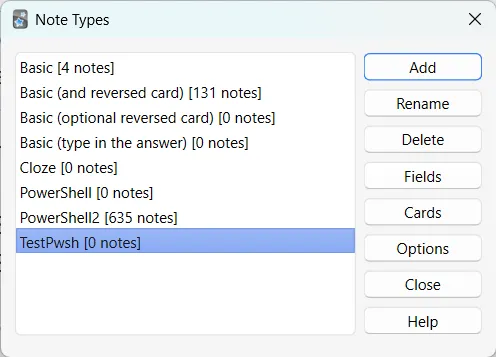 Note Types
Basic [4 notes]
Basic (and reversed card) [131 notes]
Basic (optional reversed card) [0 notes]
Basic (type in the answer) [0 notes]
Cloze [0 notes]
PowerShell [0 notes]
PowerShell2 [635 notes]
TestPwsh [0 notes]
Add
Rename
Delete
Fields
Cards
Options
Close
Help